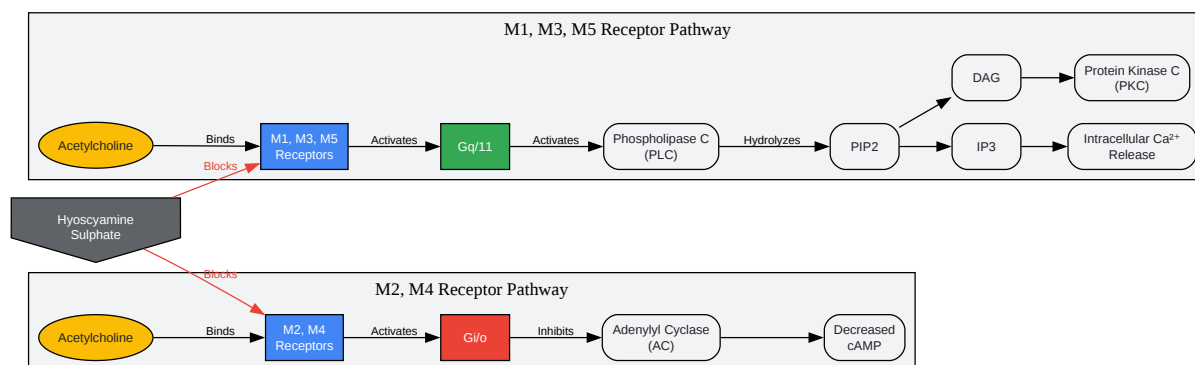 M1, M3, M5 Receptor Pathway
DAG
Protein Kinase C
(PKC)
Acetylcholine
Binds
M1, M3, M5
Receptors
Activates
Gq/11
Activates
Phospholipase C
(PLC)
Hydrolyzes
PIP2
IP3
Intracellular Ca²⁺
Release
Blocks
Hyoscyamine
Sulphate
Blocks
M2, M4 Receptor Pathway
Acetylcholine
Binds
M2, M4
Receptors
Activates
Gi/o
Inhibits
Adenylyl Cyclase
(AC)
Decreased
cAMP